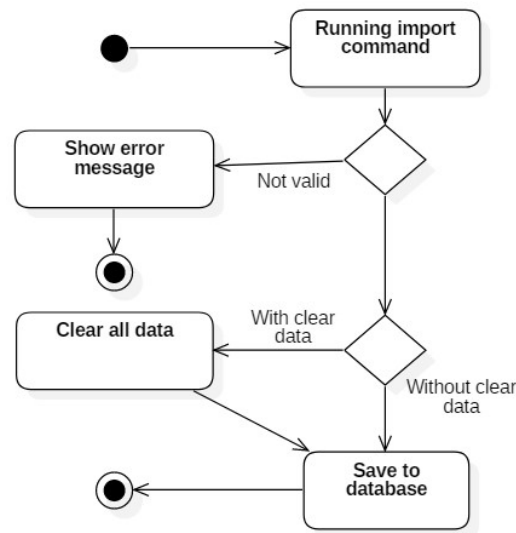 Running import
command
Show error
message
Not valid
With clear
data
Clear all data
Without clear
data
Save to
database